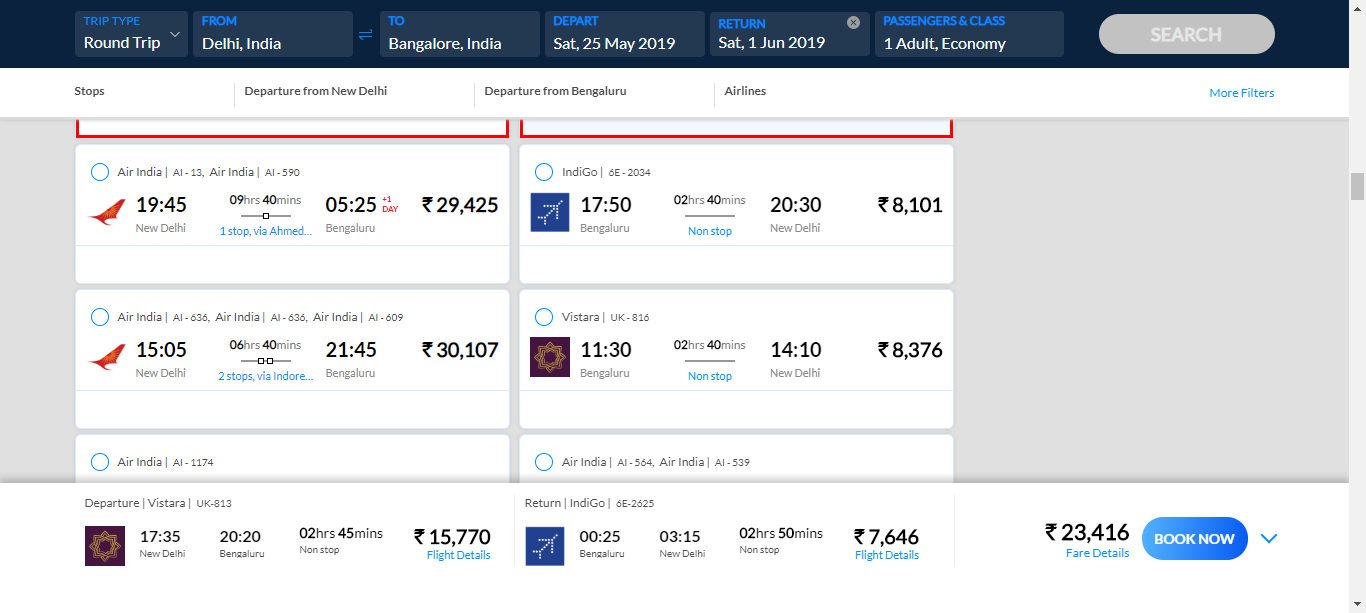 TRIP TYPE
Round Trip
FROM
Delhi, India
TO
Bangalore, India
DEPART
Sat, 25 May 2019
RETURN
Sat, 1 Jun 2019
PASSENGERS & CLASS
1 Adult, Economy
SEARCH
Stops
Departure from New Delhi
Departure from Bengaluru
Airlines
More Filters
Air India | AI - 13, Air India | AI - 590
19:45
New Delhi
09hrs 40mins
1 stop, via Ahmed...
05:25 +1 DAY
Bengaluru
₹ 29,425
IndiGo | 6E - 2034
17:50
Bengaluru
02hrs 40mins
Non stop
20:30
New Delhi
₹ 8,101
Air India | AI - 636, Air India | AI - 636, Air India | AI - 609
15:05
New Delhi
06hrs 40mins
2 stops, via Indore...
21:45
Bengaluru
₹ 30,107
Vistara | UK - 816
11:30
Bengaluru
02hrs 40mins
Non stop
14:10
New Delhi
₹ 8,376
Air India | AI - 1174
Air India | AI - 564, Air India | AI - 539
Departure | Vistara | UK-813
17:35
New Delhi
20:20
Bengaluru
02hrs 45mins
Non stop
₹ 15,770
Flight Details
Return | IndiGo | 6E-2625
00:25
Bengaluru
03:15
New Delhi
02hrs 50mins
Non stop
₹ 7,646
Flight Details
₹ 23,416
Fare Details
BOOK NOW